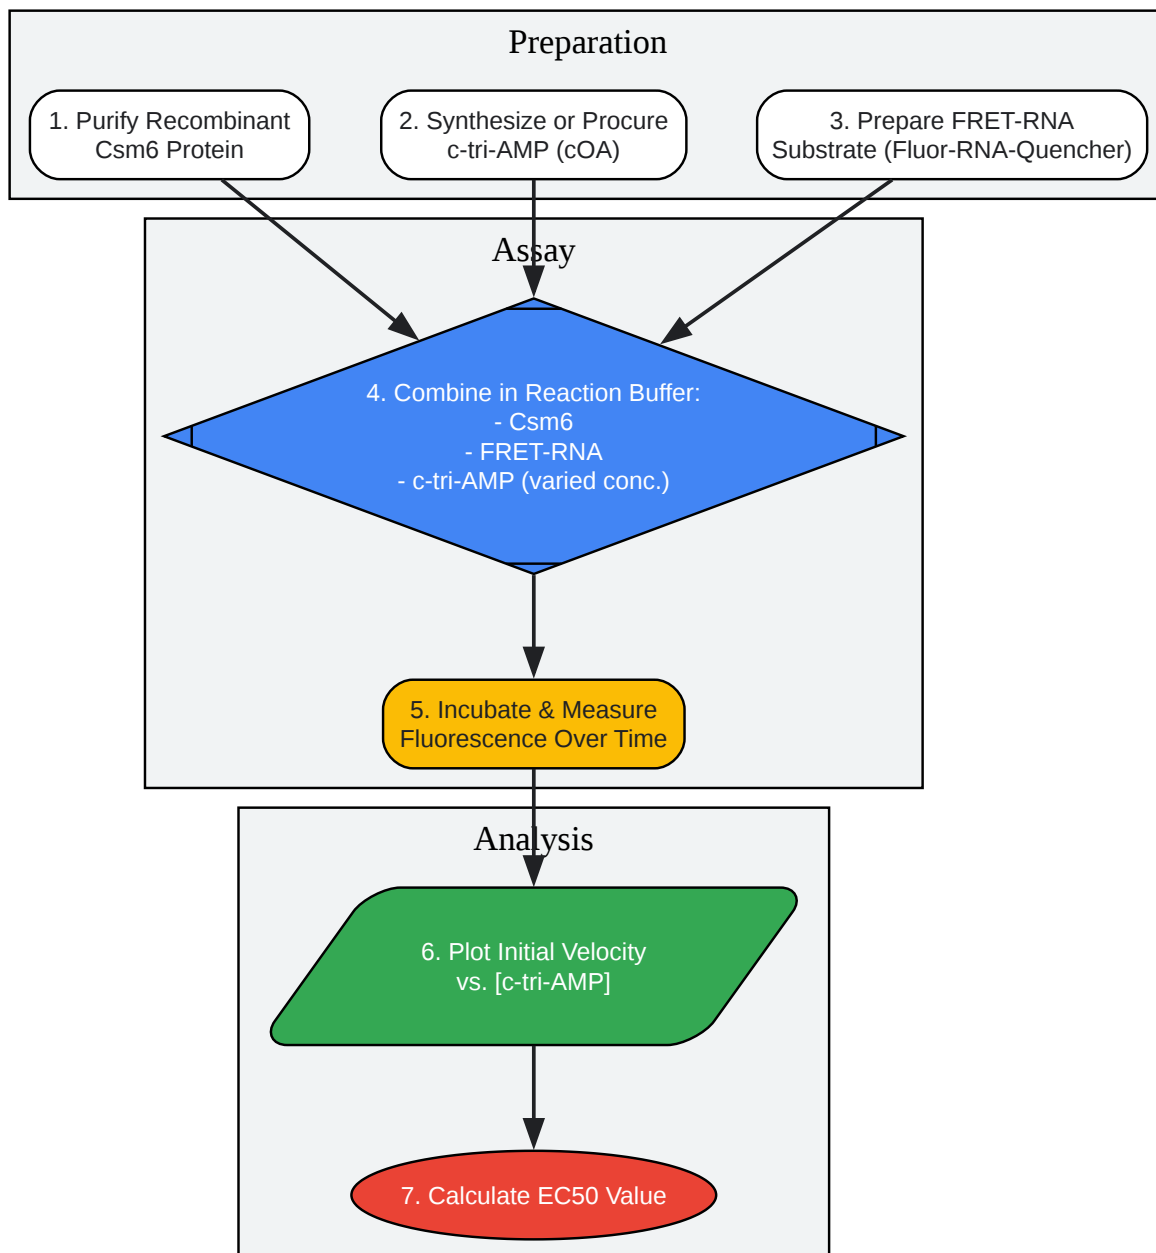 Preparation
1. Purify Recombinant
Csm6 Protein
2. Synthesize or Procure
c-tri-AMP (cOA)
3. Prepare FRET-RNA
Substrate (Fluor-RNA-Quencher)
Assay
4. Combine in Reaction Buffer:
- Csm6
- FRET-RNA
- c-tri-AMP (varied conc.)
5. Incubate & Measure
Fluorescence Over Time
Analysis
6. Plot Initial Velocity
vs. [c-tri-AMP]
7. Calculate EC50 Value